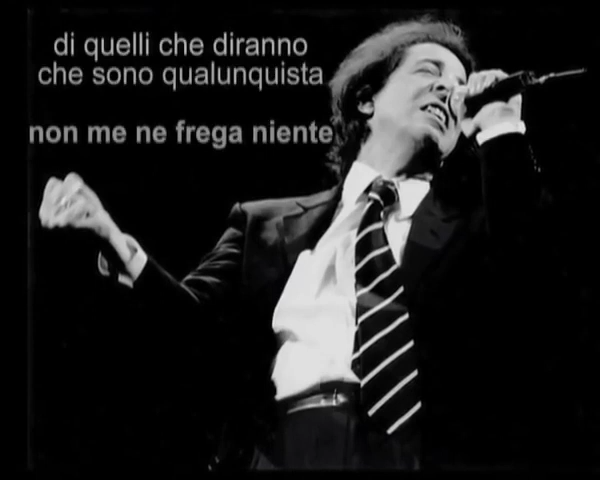 di quelli che diranno
che sono qualunquista
non me ne frega niente